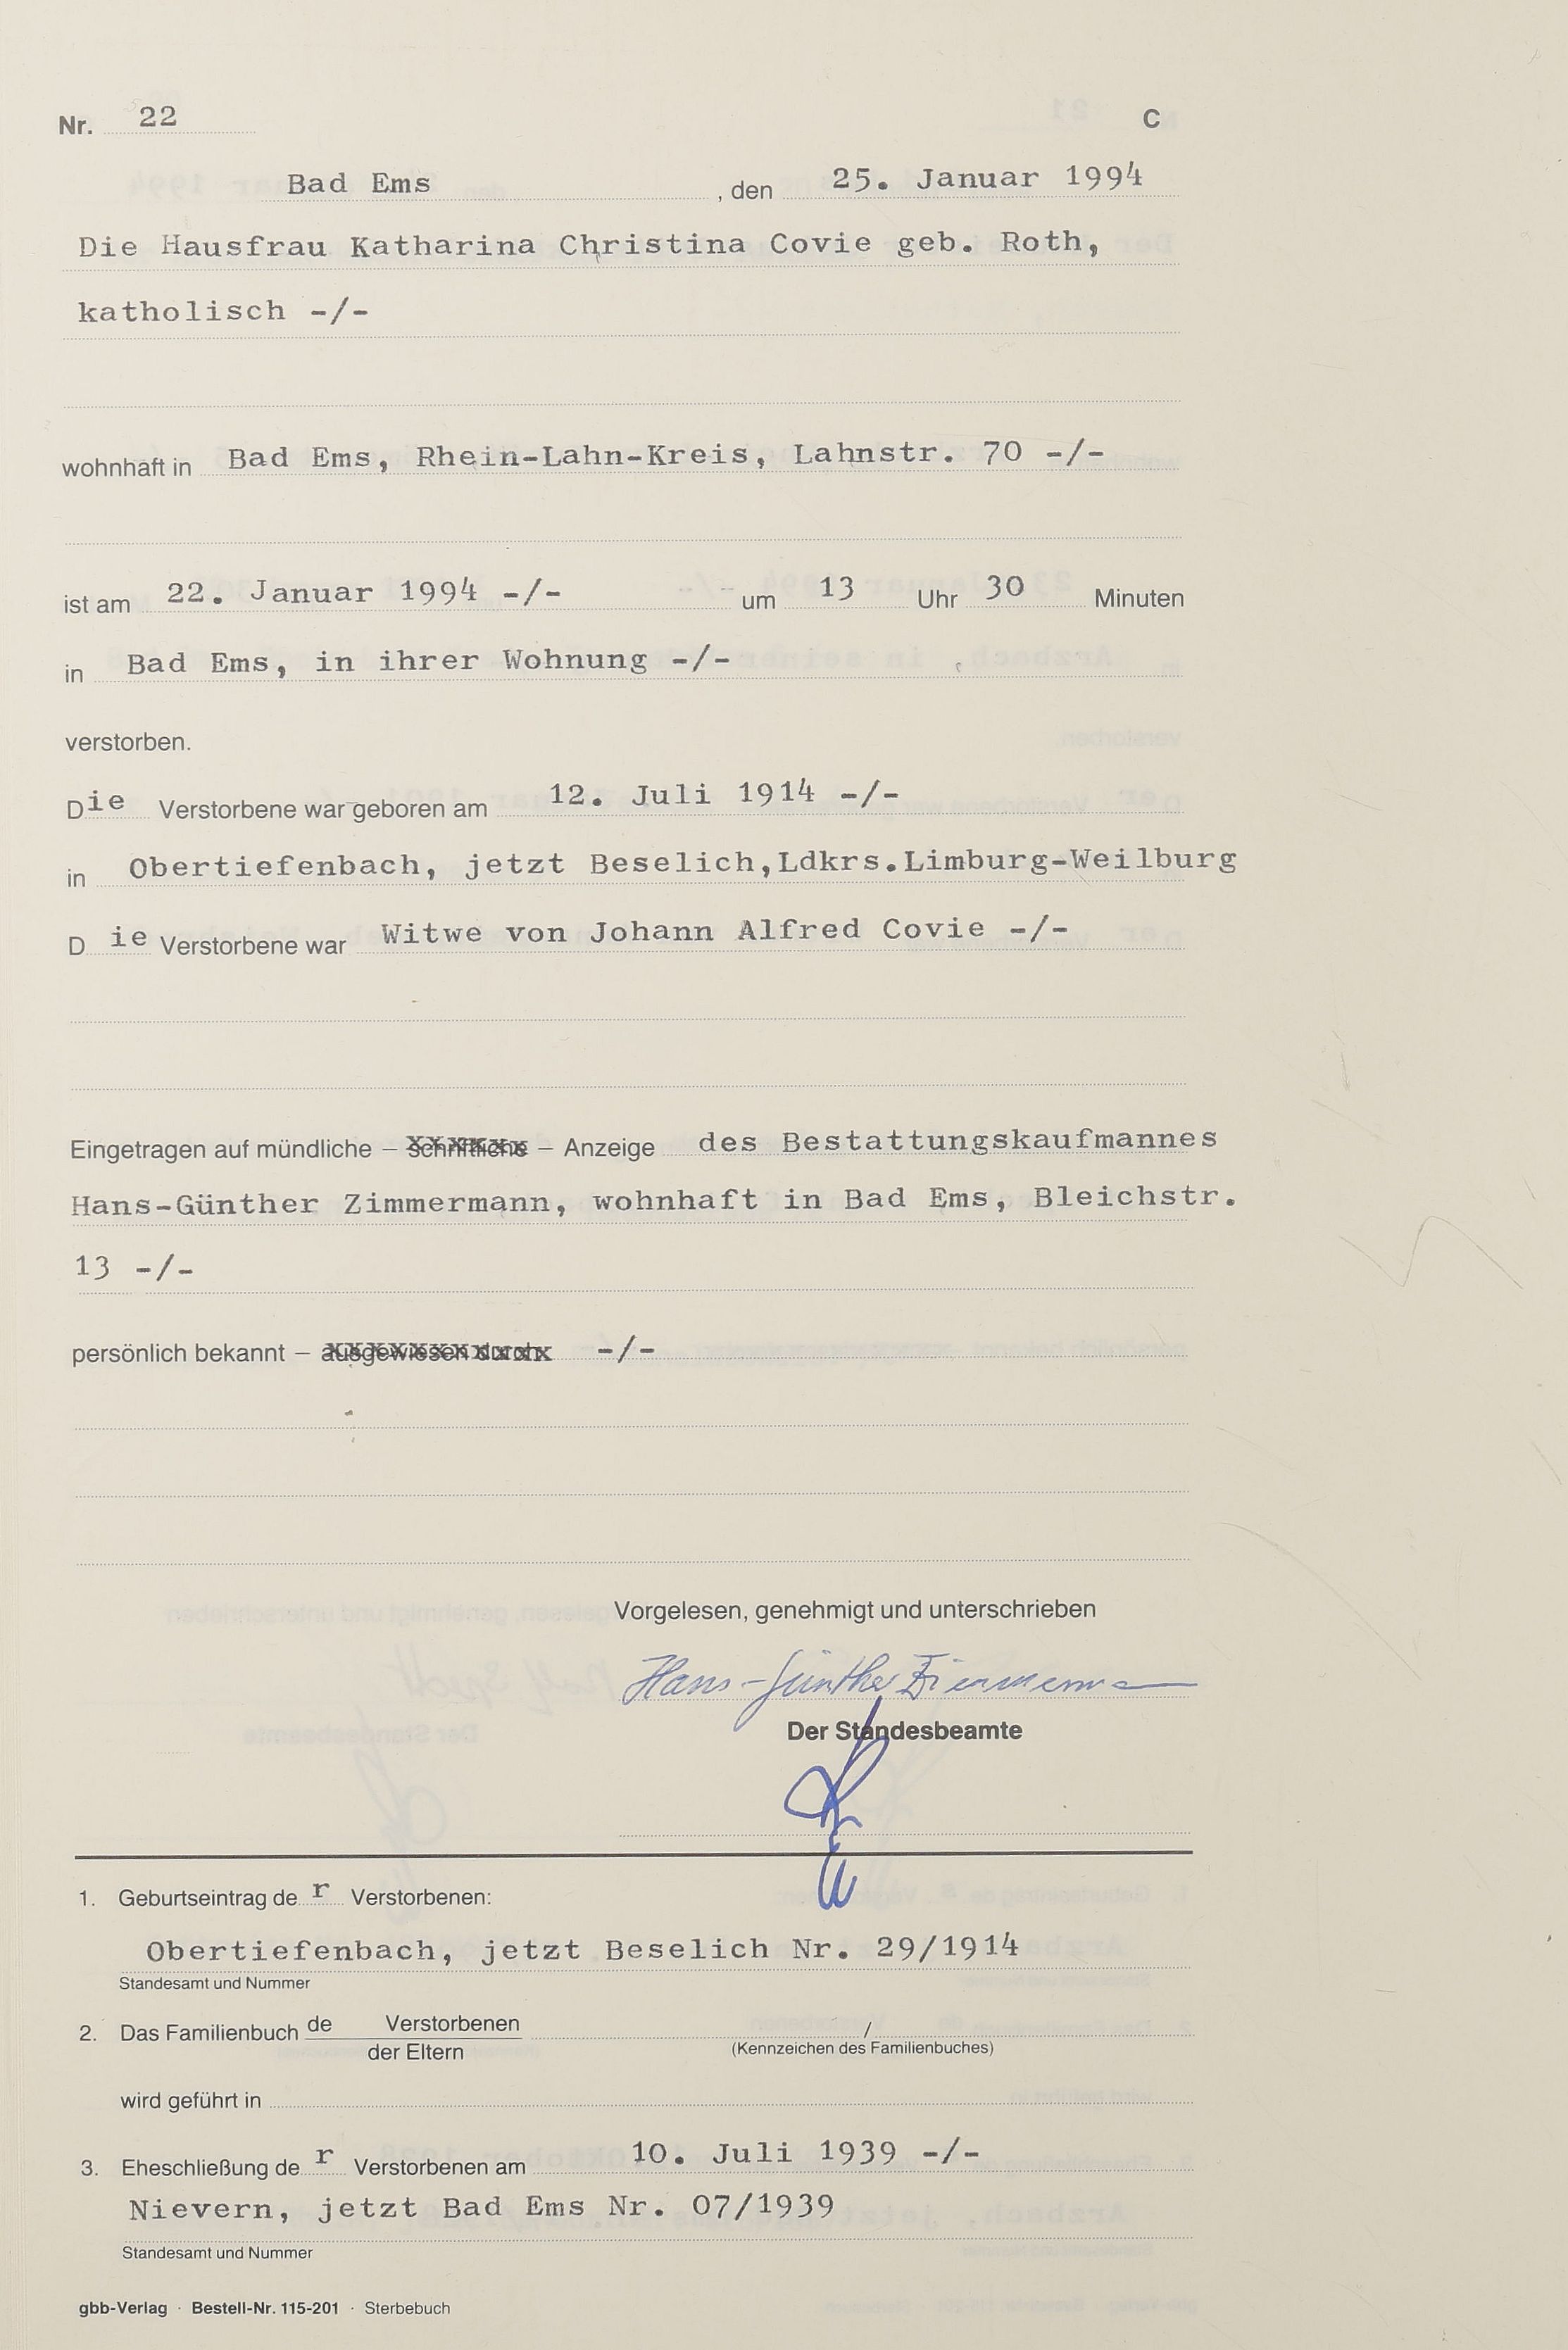 Nr. 22 C
Bad Ems , den 25. Januar 1994
Die Hausfrau Katharina Christina Covie geb. Roth,
katholisch -/-
wohnhaft in Bad Ems, Rhein-Lahn-Kreis, Lahnstr. 70 -/-
ist am 22. Januar 1994 -/- um 13 Uhr 30 Minuten
in Bad Ems, in ihrer Wohnung -/-
verstorben.
Die Verstorbene war geboren am 12. Juli 1914 -/-
in Obertiefenbach, jetzt Beselich,Ldkrs.Limburg-Weilburg
Die Verstorbene war Witwe von Johann Alfred Covie -/-
Eingetragen auf mündliche – schriftliche – Anzeige des Bestattungskaufmannes
Hans-Günther Zimmermann, wohnhaft in Bad Ems, Bleichstr.
13 -/-
persönlich bekannt – ausgewiesen durch -/-
Vorgelesen, genehmigt und unterschrieben
Hans-Günther Zimmermann
Der Standesbeamte
1. Geburtseintrag der Verstorbenen:
Obertiefenbach, jetzt Beselich Nr. 29/1914
Standesamt und Nummer
2. Das Familienbuch de Verstorbenen /
der Eltern (Kennzeichen des Familienbuches)
wird geführt in
3. Eheschließung der Verstorbenen am 10. Juli 1939 -/-
Nievern, jetzt Bad Ems Nr. 07/1939
Standesamt und Nummer
gbb-Verlag · Bestell-Nr. 115-201 · Sterbebuch